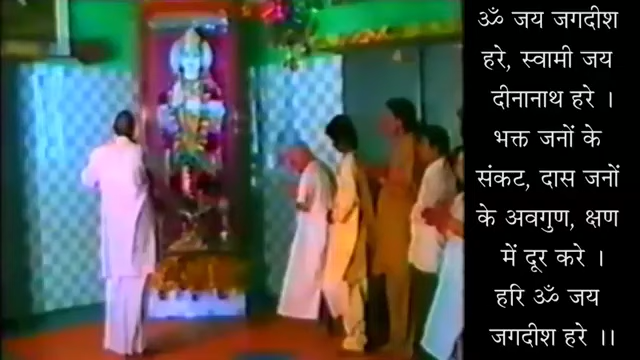 ॐ जय जगदीश
हरे, स्वामी जय
दीनानाथ हरे ।
भक्त जनों के
संकट, दास जनों
के अवगुण, क्षण
में दूर करे ।
हरि ॐ जय
जगदीश हरे ।।